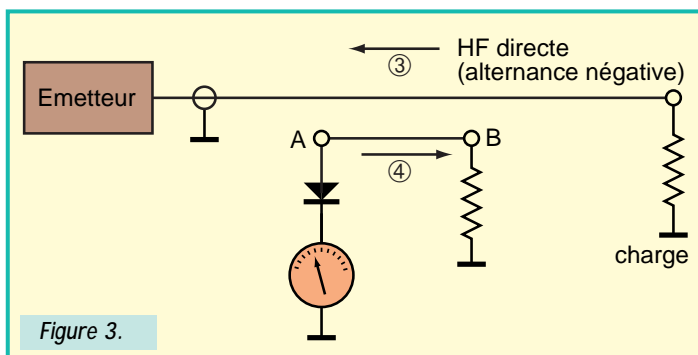 ③
HF directe
(alternance négative)
Emetteur
A
B
④
charge
Figure 3.